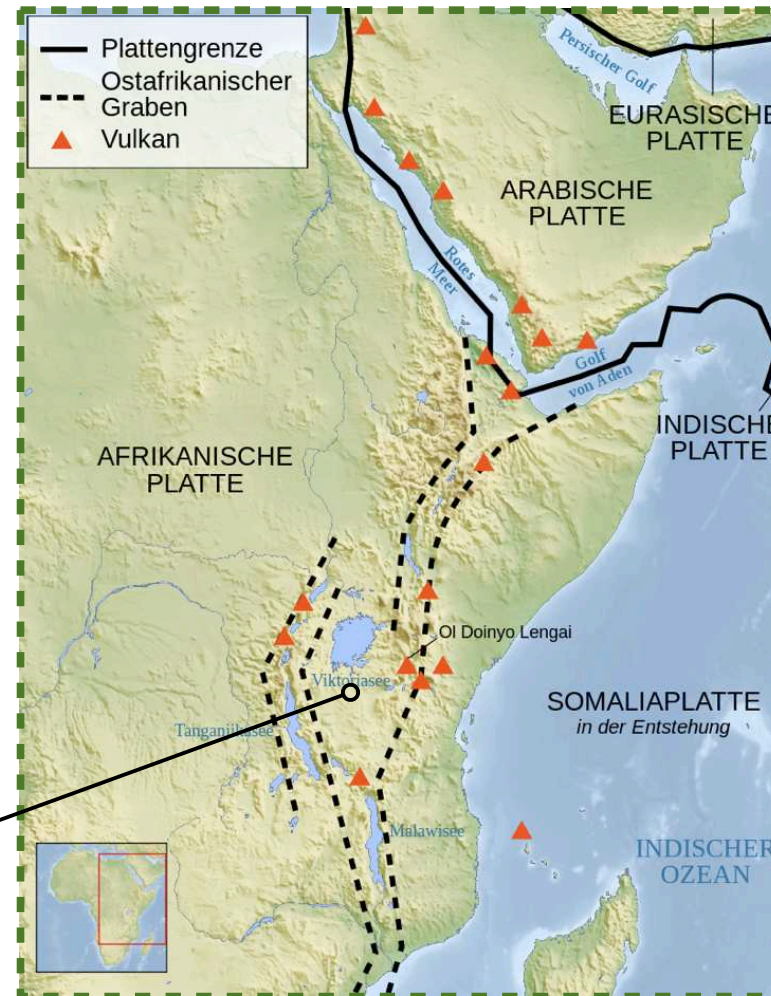 Plattengrenze
Ostafrikanischer
Graben
Vulkan
Persischer Golf
EURASISCHE
PLATTE
ARABISCHE
PLATTE
Rotes
Meer
Golf
von Aden
INDISCHE
PLATTE
AFRIKANISCHE
PLATTE
Ol Doinyo Lengai
Viktoriasee
SOMALIAPLATTE
in der Entstehung
Tanganjikasee
Malawisee
INDISCHER
OZEAN